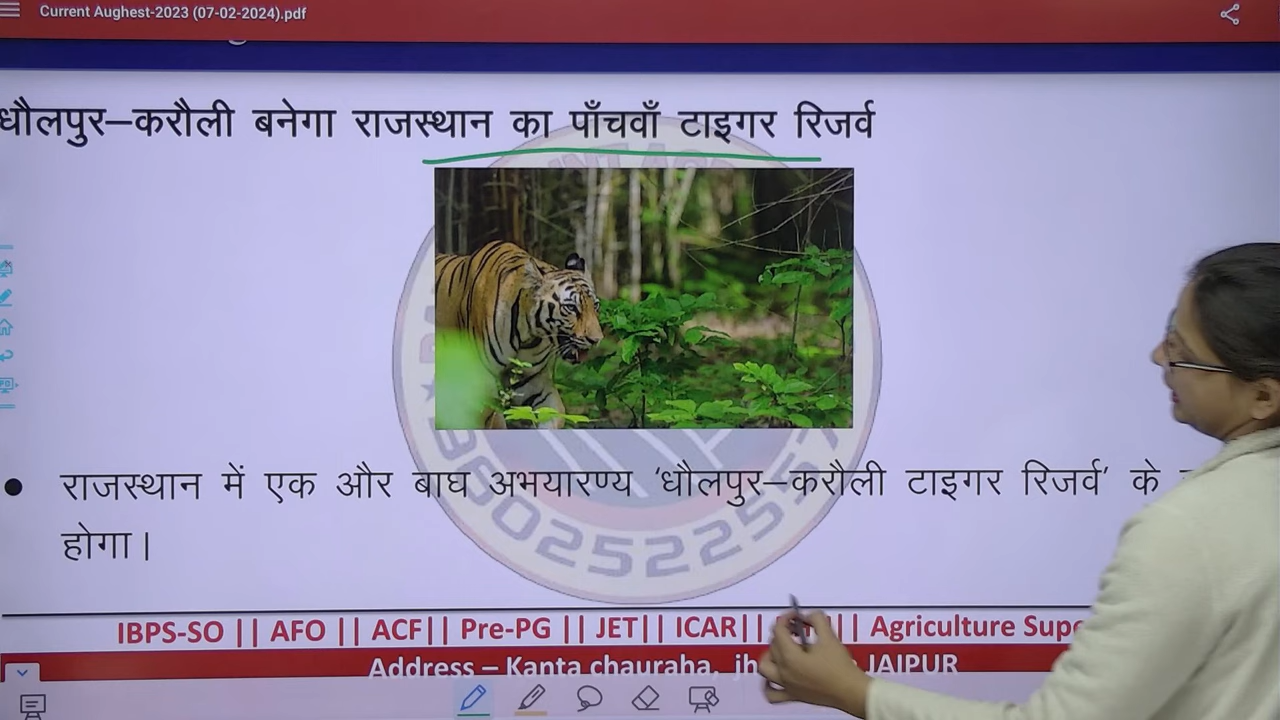 Current Aughest-2023 (07-02-2024).pdf
धौलपुर–करौली बनेगा राजस्थान का पाँचवाँ टाइगर रिजर्व
राजस्थान में एक और बाघ अभयारण्य 'धौलपुर–करौली टाइगर रिजर्व' के
होगा।
IBPS-SO || AFO || ACF|| Pre-PG || JET|| ICAR|| || Agriculture
Address – Kanta chauraha, JAIPUR